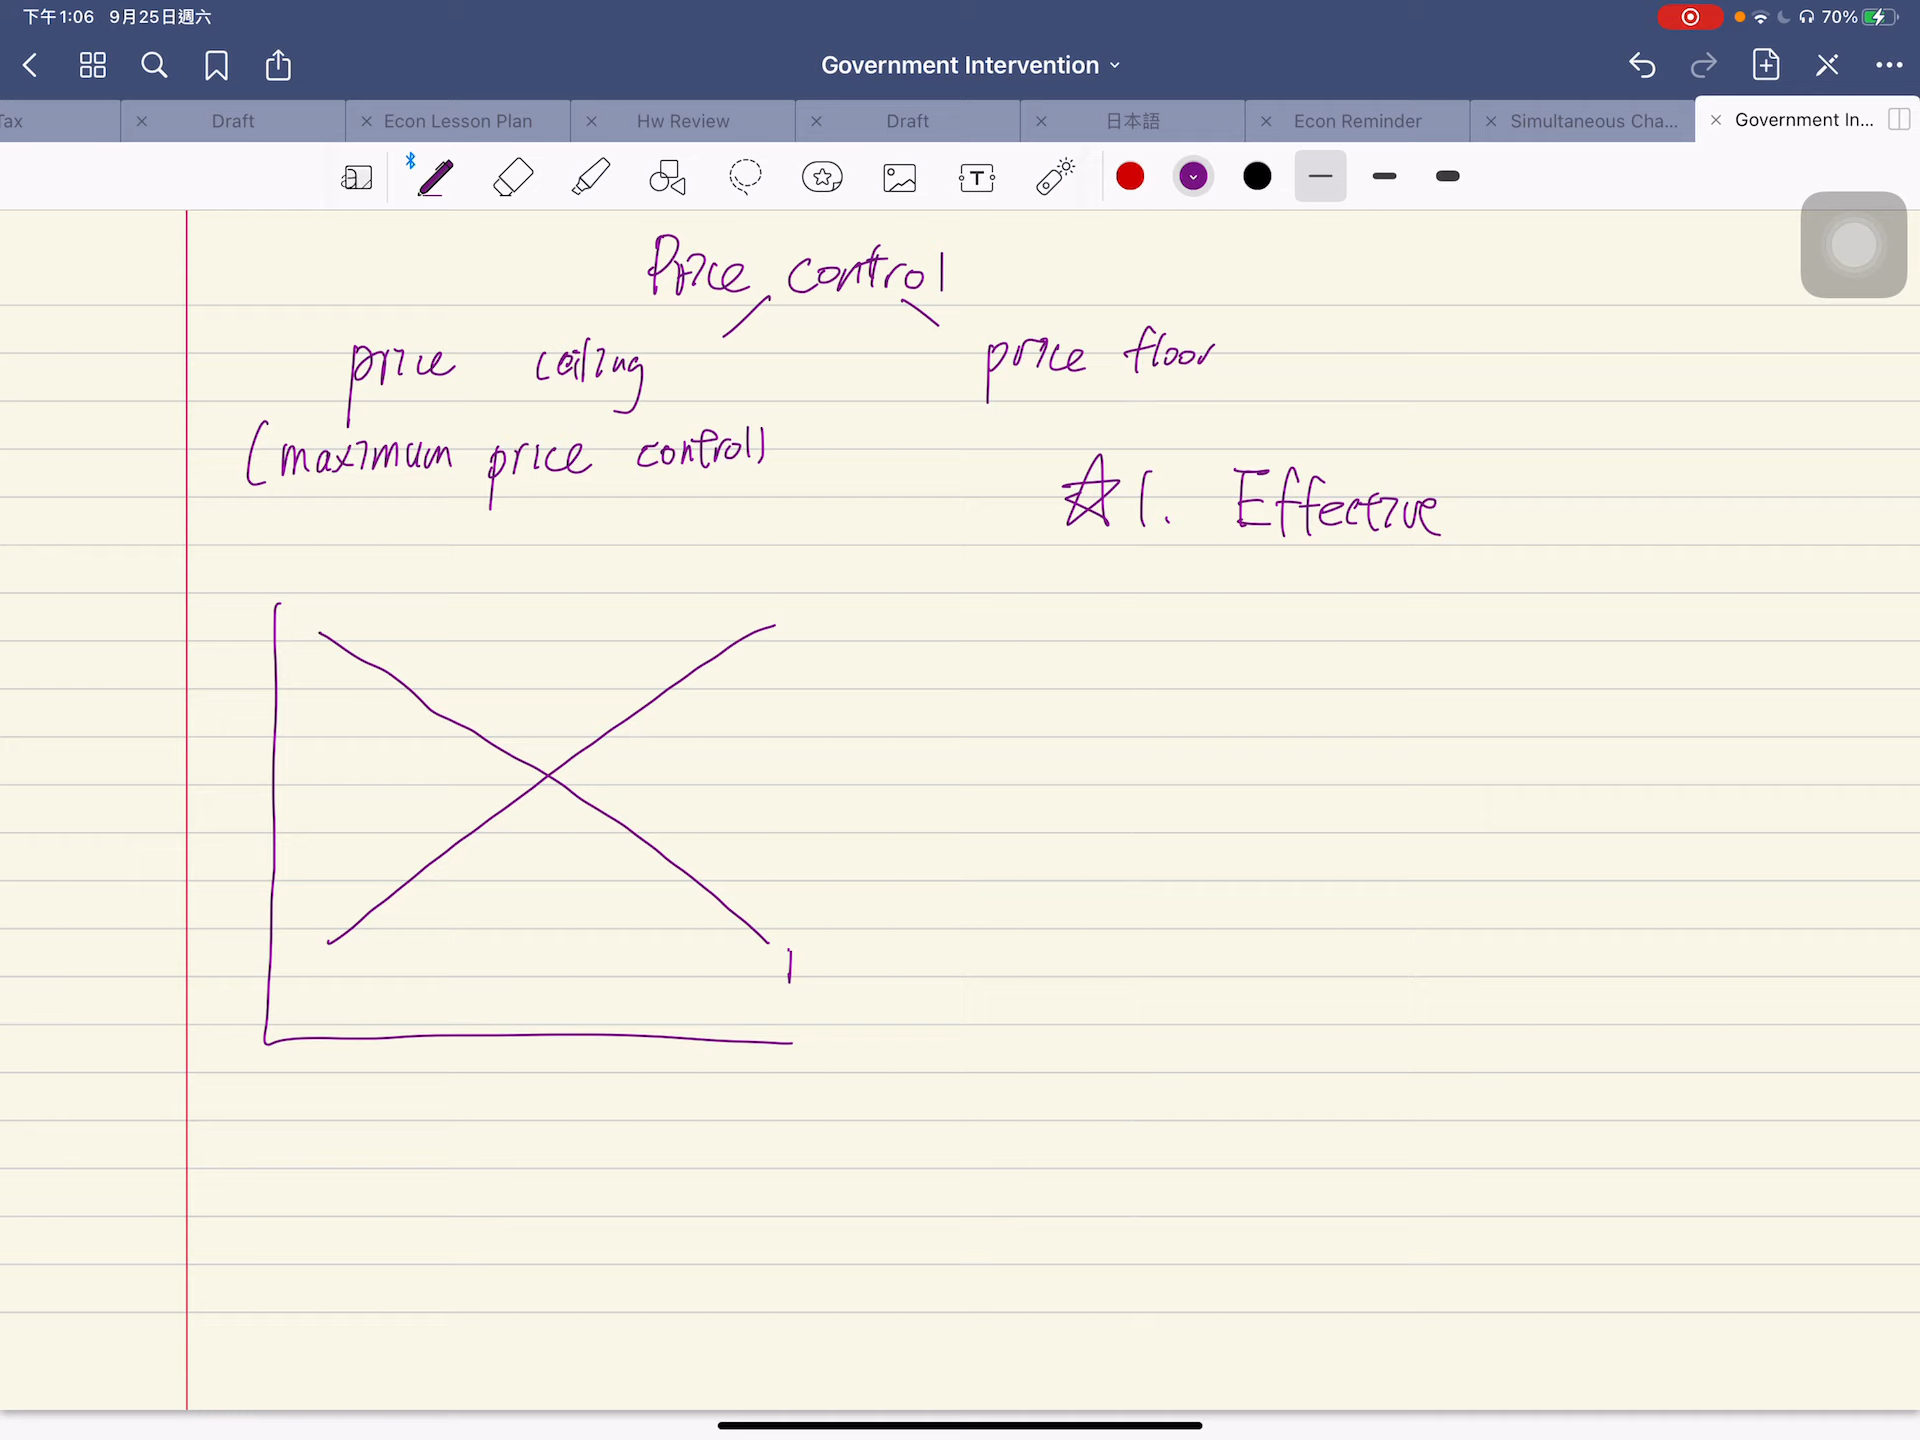 下午1:06 9月25日週六 70%
Government Intervention
Tax Draft Econ Lesson Plan Hw Review Draft 日本語 Econ Reminder Simultaneous Cha... Government In...
Price control
price ceiling price floor
(maximum price control)
☆1. Effective